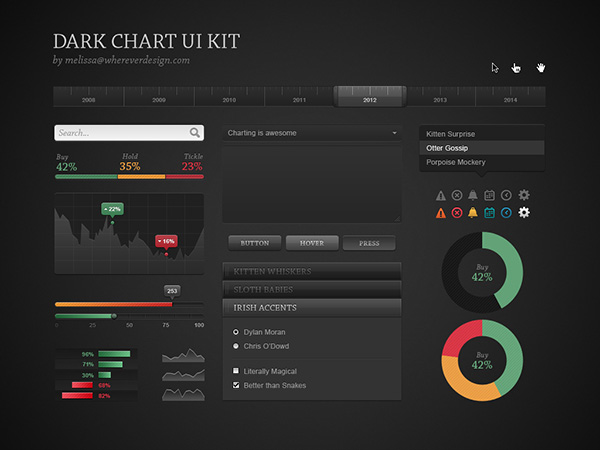 DARK CHART UI KIT
by melissa@whereverdesign.com
2008 2009 2010 2011 2012 2013 2014
Search...
Buy Hold Tickle
42% 35% 23%
22%
16%
253
0 25 50 75 100
96%
71%
39%
68%
82%
Charting is awesome
BUTTON HOVER PRESS
KITTEN WHISKERS
SLOTH BABIES
IRISH ACCENTS
Dylan Moran
Chris O'Dowd
Literally Magical
Better than Snakes
Kitten Surprise
Otter Gossip
Porpoise Mockery
Buy
42%
Buy
42%